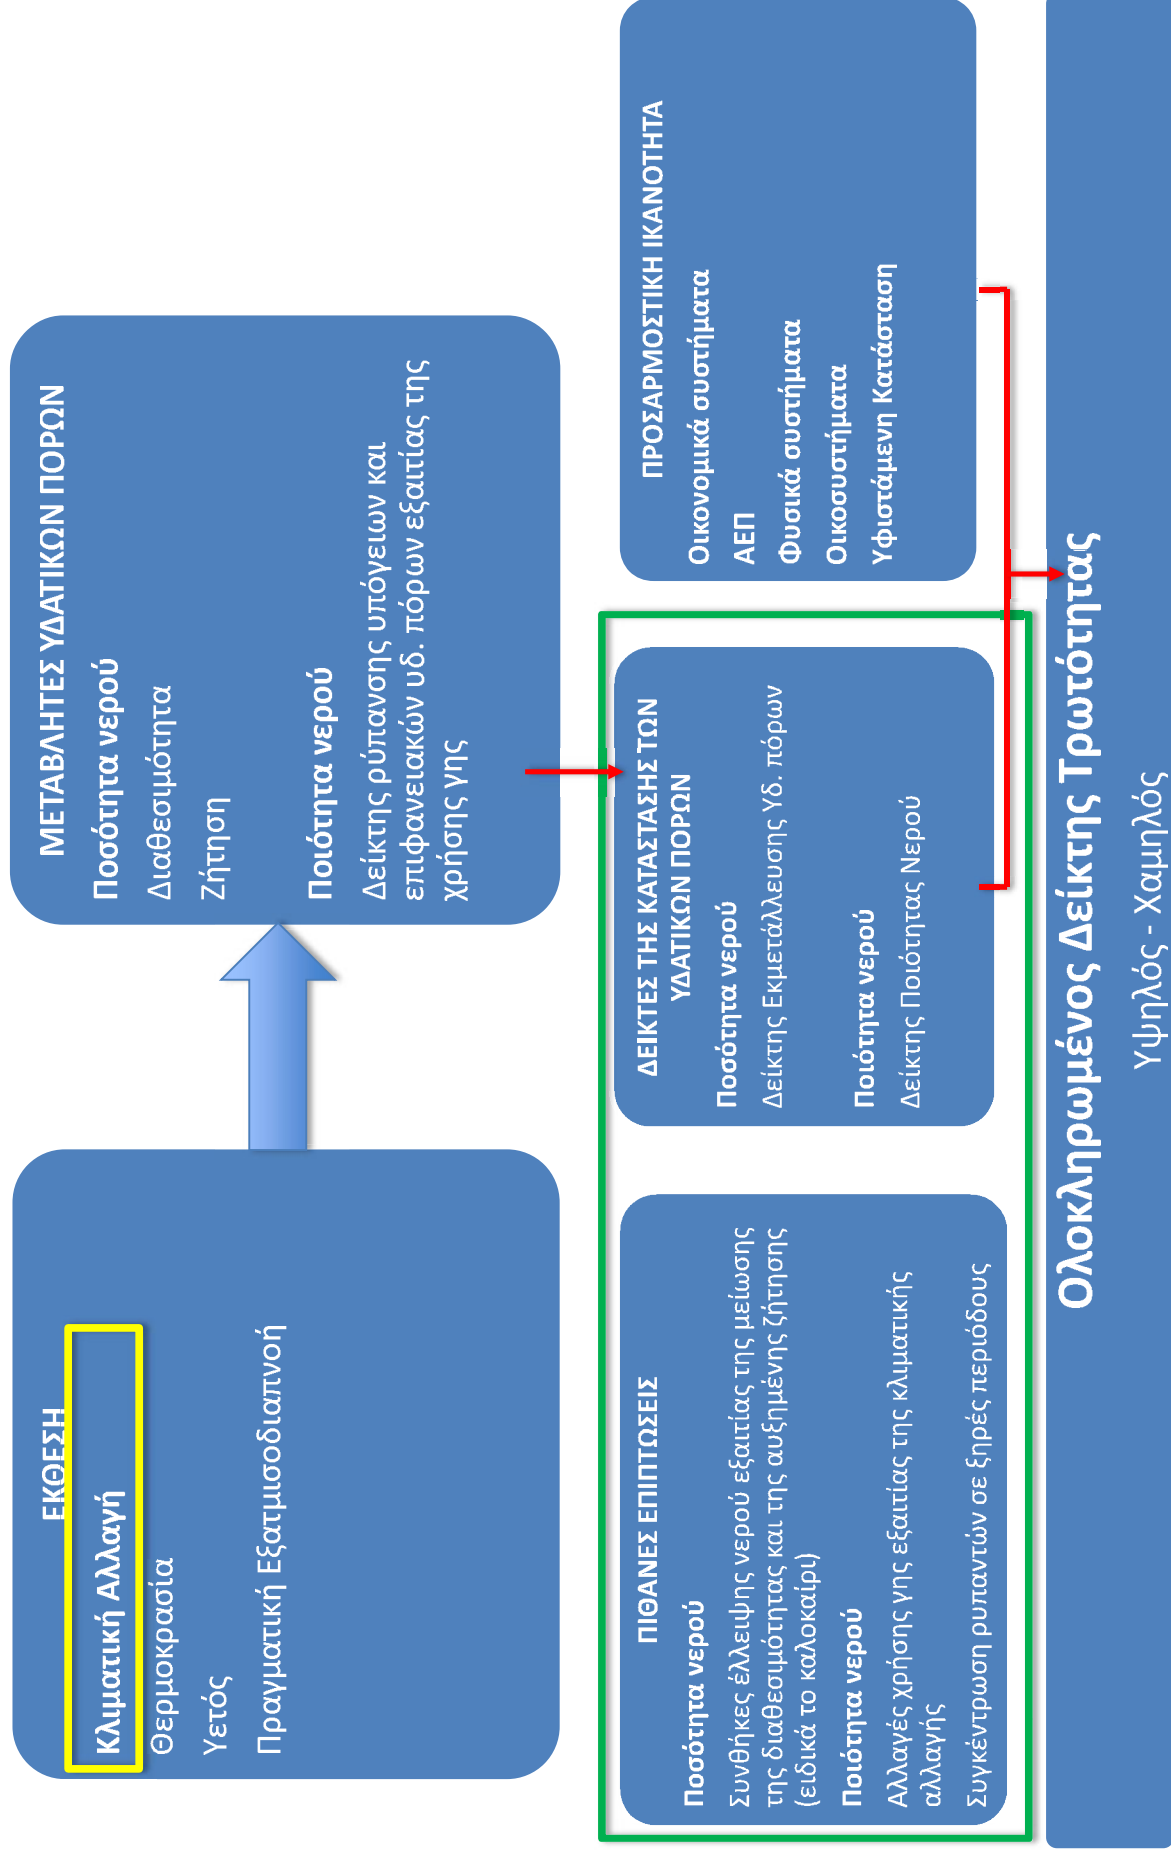 ΕΚΘΕΣΗ
Κλιματική Αλλαγή
Θερμοκρασία
Υετός
Πραγματική Εξατμισοδιαπνοή
ΜΕΤΑΒΛΗΤΕΣ ΥΔΑΤΙΚΩΝ ΠΟΡΩΝ
Ποσότητα νερού
Διαθεσιμότητα
Ζήτηση
Ποιότητα νερού
Δείκτης ρύπανσης υπόγειων και
επιφανειακών υδ. πόρων εξαιτίας της
χρήσης γης
ΠΙΘΑΝΕΣ ΕΠΙΠΤΩΣΕΙΣ
Ποσότητα νερού
Συνθήκες έλλειψης νερού εξαιτίας της μείωσης
της διαθεσιμότητας και της αυξημένης ζήτησης
(ειδικά το καλοκαίρι)
Ποιότητα νερού
Αλλαγές χρήσης γης εξαιτίας της κλιματικής
αλλαγής
Συγκέντρωση ρυπαντών σε ξηρές περιόδους
ΔΕΙΚΤΕΣ ΤΗΣ ΚΑΤΑΣΤΑΣΗΣ ΤΩΝ
ΥΔΑΤΙΚΩΝ ΠΟΡΩΝ
Ποσότητα νερού
Δείκτης Εκμετάλλευσης Υδ. πόρων
Ποιότητα νερού
Δείκτης Ποιότητας Νερού
ΠΡΟΣΑΡΜΟΣΤΙΚΗ ΙΚΑΝΟΤΗΤΑ
Οικονομικά συστήματα
ΑΕΠ
Φυσικά συστήματα
Οικοσυστήματα
Υφιστάμενη Κατάσταση
Ολοκληρωμένος Δείκτης Τρωτότητας
Υψηλός - Χαμηλός